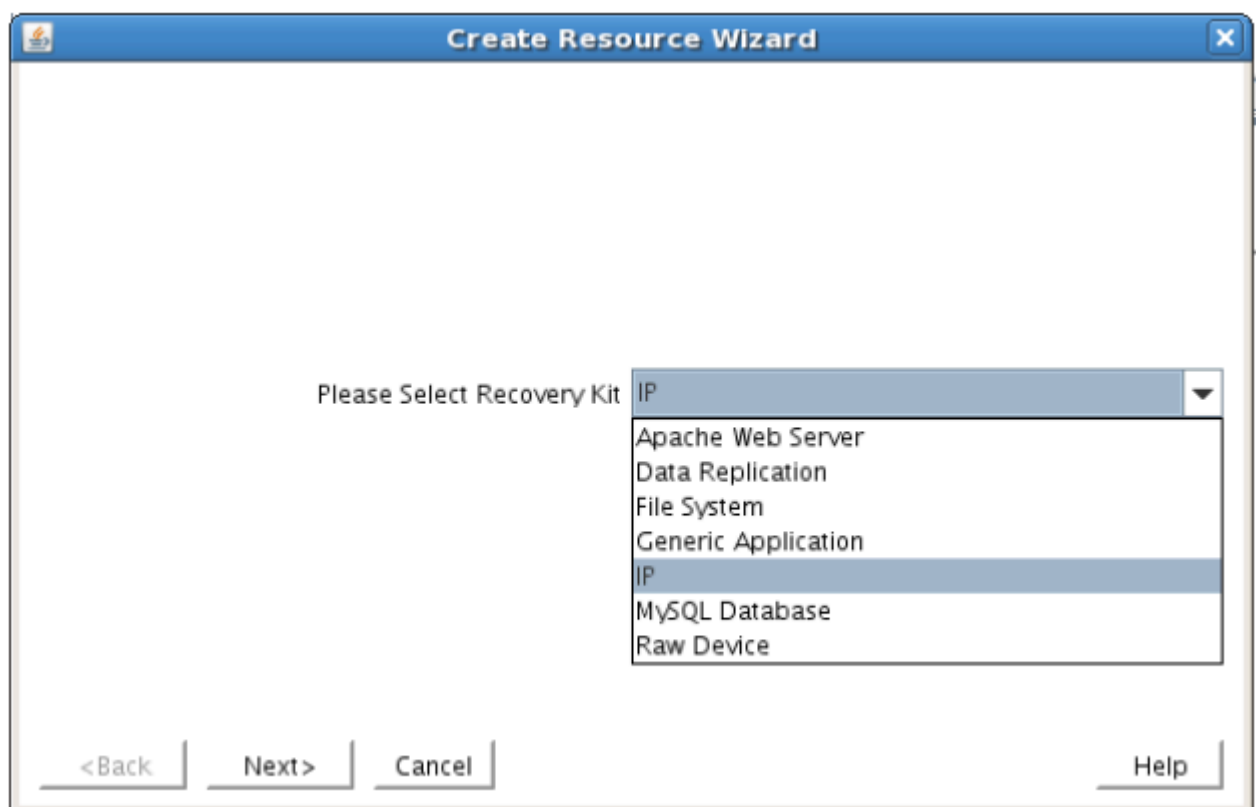 Create Resource Wizard
Please Select Recovery Kit IP
Apache Web Server
Data Replication
File System
Generic Application
IP
MySQL Database
Raw Device
<Back Next> Cancel Help